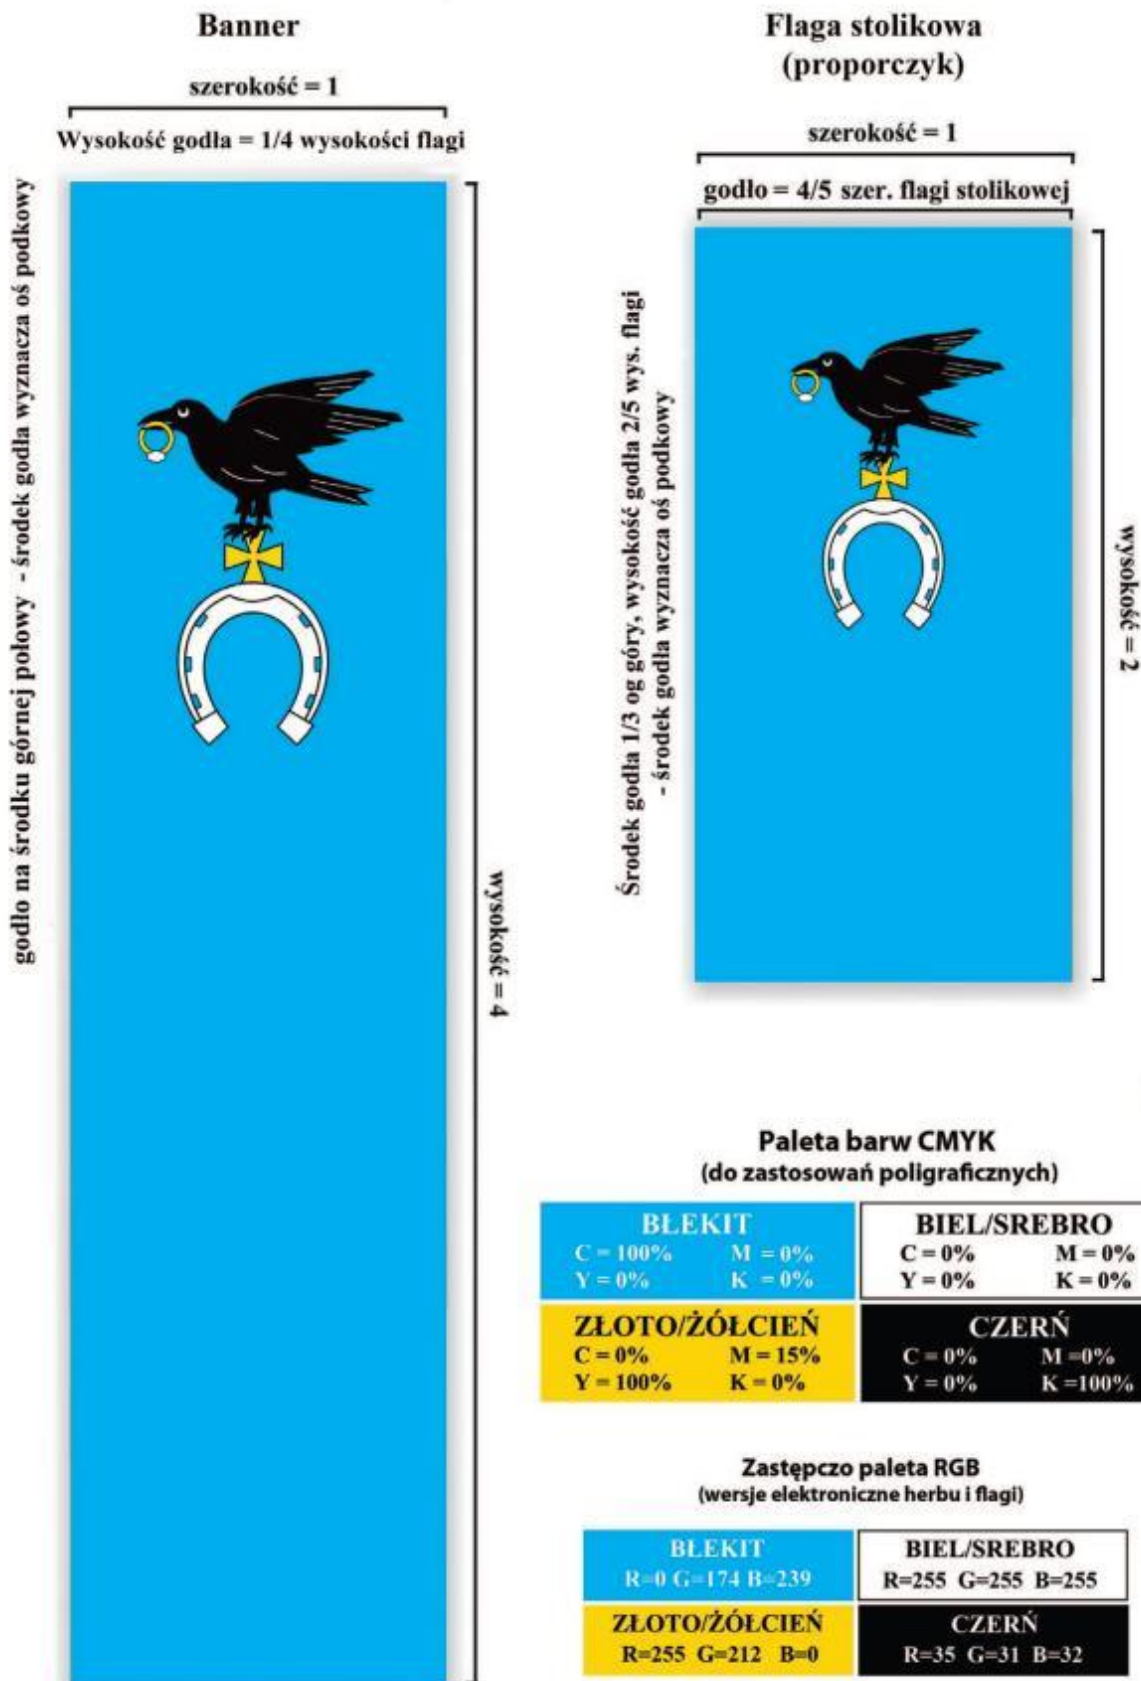 Banner
szerokość = 1
Wysokość godła = 1/4 wysokości flagi
godło na środku górnej połowy - środek godła wyznacza oś podkowy
wysokość = 4
Flaga stolikowa
(proporczyk)
szerokość = 1
godło = 4/5 szer. flagi stolikowej
Środek godła 1/3 og góry, wysokość godła 2/5 wys. flagi
- środek godła wyznacza oś podkowy
wysokość = 2
Paleta barw CMYK
(do zastosowań poligraficznych)
BŁEKIT
C = 100% M = 0%
Y = 0% K = 0%
BIEL/SREBRO
C = 0% M = 0%
Y = 0% K = 0%
ZŁOTO/ŻÓŁCIEŃ
C = 0% M = 15%
Y = 100% K = 0%
CZERŃ
C = 0% M =0%
Y = 0% K =100%
Zastępczo paleta RGB
(wersje elektroniczne herbu i flagi)
BŁEKIT
R=0 G=174 B=239
BIEL/SREBRO
R=255 G=255 B=255
ZŁOTO/ŻÓŁCIEŃ
R=255 G=212 B=0
CZERŃ
R=35 G=31 B=32